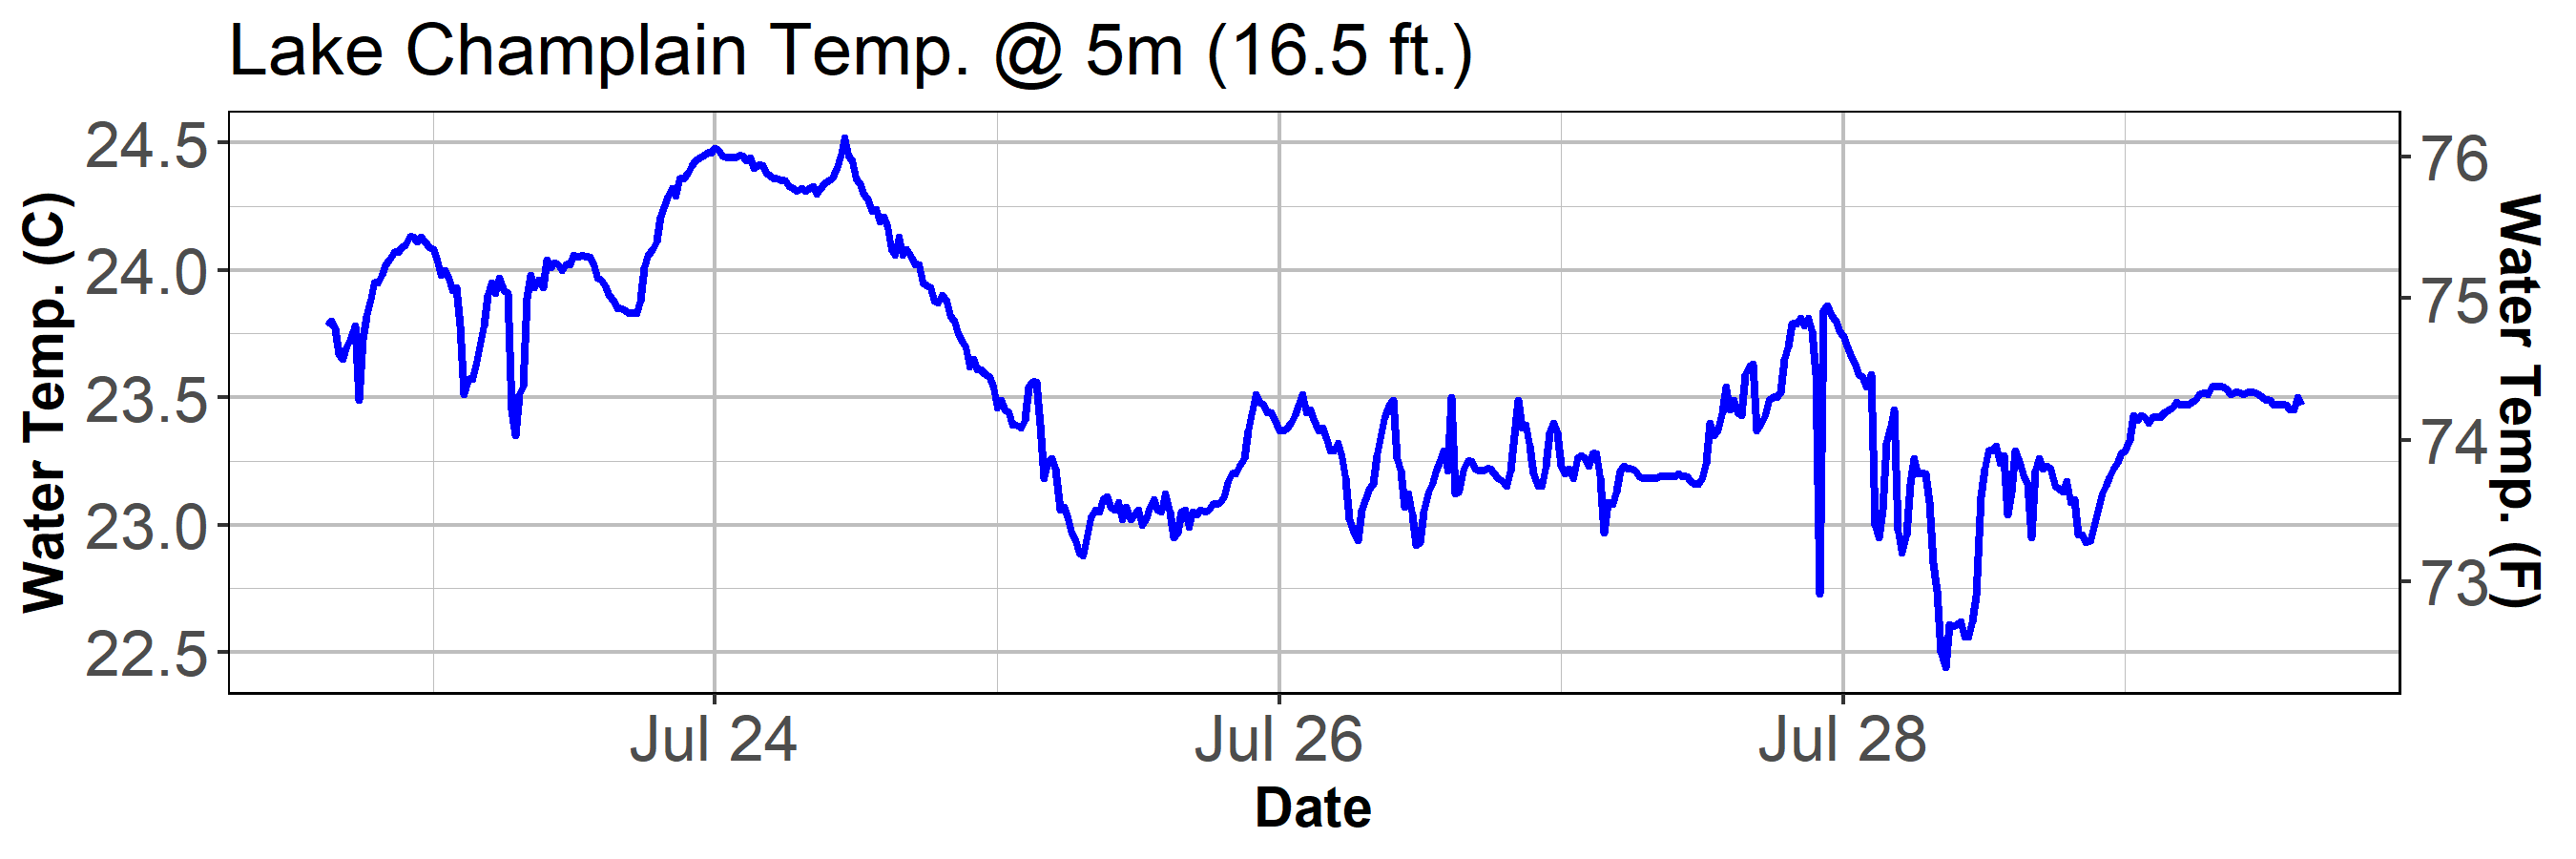 Lake Champlain Temp. @ 5m (16.5 ft.)
Water Temp. (C)
24.5
24.0
23.5
23.0
22.5
76
75
74
73
Water Temp. (F)
Jul 24
Jul 26
Jul 28
Date